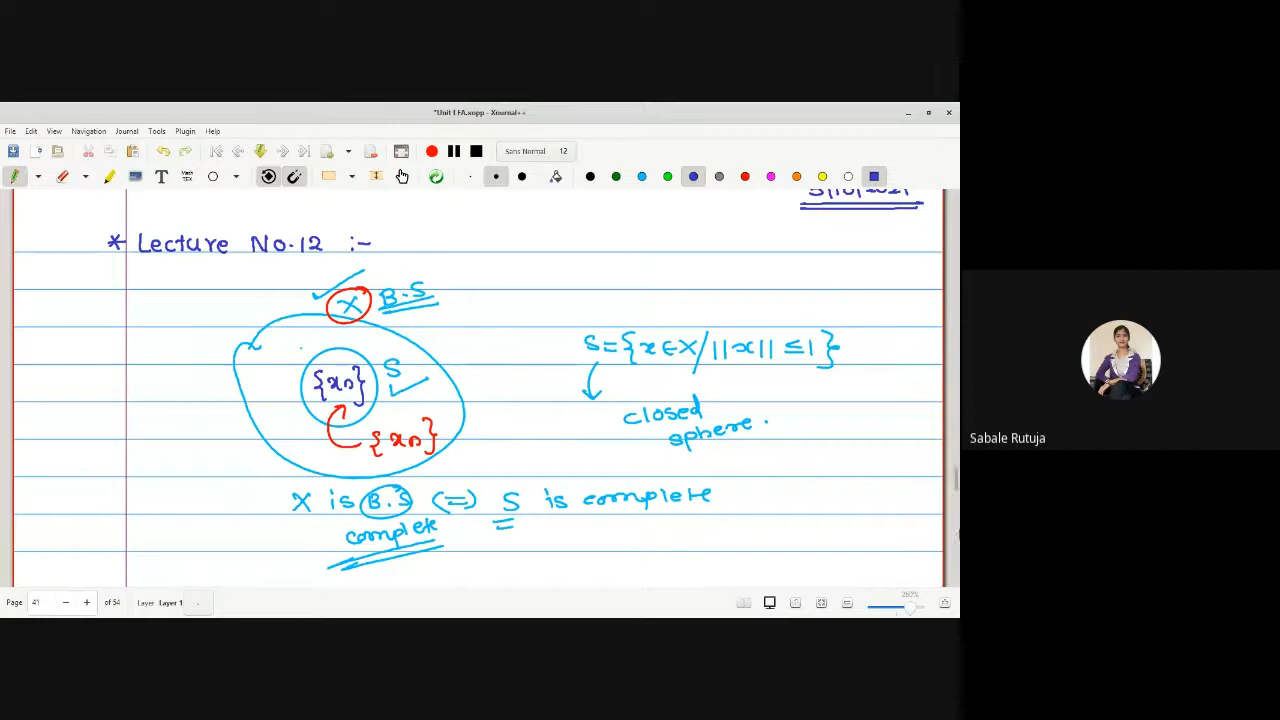 *Unit I FA.xopp - Xournal++
File Edit View Navigation Journal Tools Plugin Help
Sans Normal 12
* Lecture No.12 :-
X B.S
S={x∈X/||x|| ≤1}
S
{xn}
closed
sphere.
{xn}
X is B.S (=) S is complete
complete
Sabale Rutuja
Page 41 - + of 54 Layer Layer 1
260%